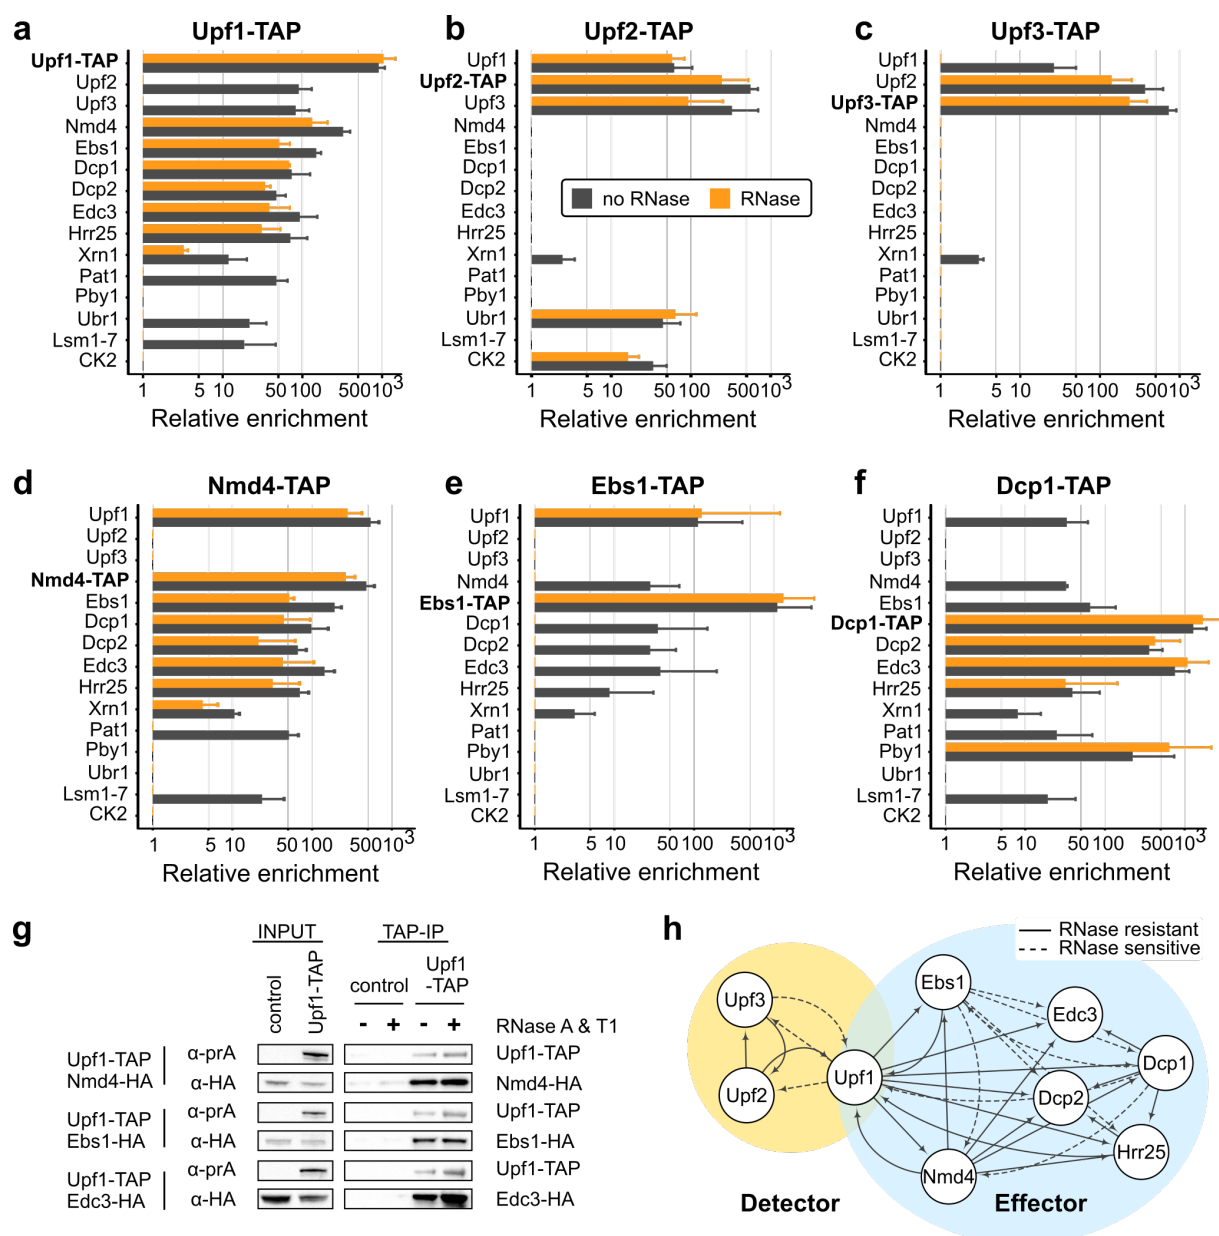 a Upf1-TAP
Upf1-TAP
Upf2
Upf3
Nmd4
Ebs1
Dcp1
Dcp2
Edc3
Hrr25
Xrn1
Pat1
Pby1
Ubr1
Lsm1-7
CK2
1 5 10 50 100 500 10³
Relative enrichment
b Upf2-TAP
Upf1
Upf2-TAP
Upf3
Nmd4
Ebs1
Dcp1
Dcp2
Edc3
Hrr25
Xrn1
Pat1
Pby1
Ubr1
Lsm1-7
CK2
no RNase RNase
1 5 10 50 100 500 10³
Relative enrichment
c Upf3-TAP
Upf1
Upf2
Upf3-TAP
Nmd4
Ebs1
Dcp1
Dcp2
Edc3
Hrr25
Xrn1
Pat1
Pby1
Ubr1
Lsm1-7
CK2
1 5 10 50 100 500 10³
Relative enrichment
d Nmd4-TAP
Upf1
Upf2
Upf3
Nmd4-TAP
Ebs1
Dcp1
Dcp2
Edc3
Hrr25
Xrn1
Pat1
Pby1
Ubr1
Lsm1-7
CK2
1 5 10 50 100 500 10³
Relative enrichment
e Ebs1-TAP
Upf1
Upf2
Upf3
Nmd4
Ebs1-TAP
Dcp1
Dcp2
Edc3
Hrr25
Xrn1
Pat1
Pby1
Ubr1
Lsm1-7
CK2
1 5 10 50 100 500 10³
Relative enrichment
f Dcp1-TAP
Upf1
Upf2
Upf3
Nmd4
Ebs1
Dcp1-TAP
Dcp2
Edc3
Hrr25
Xrn1
Pat1
Pby1
Ubr1
Lsm1-7
CK2
1 5 10 50 100 500 10³
Relative enrichment
g
INPUT TAP-IP
control Upf1-TAP control Upf1
-TAP
- + - + RNase A & T1
Upf1-TAP α-prA Upf1-TAP
Nmd4-HA α-HA Nmd4-HA
Upf1-TAP α-prA Upf1-TAP
Ebs1-HA α-HA Ebs1-HA
Upf1-TAP α-prA Upf1-TAP
Edc3-HA α-HA Edc3-HA
h
RNase resistant
RNase sensitive
Upf3
Upf2
Upf1
Ebs1
Edc3
Dcp1
Dcp2
Hrr25
Nmd4
Detector
Effector